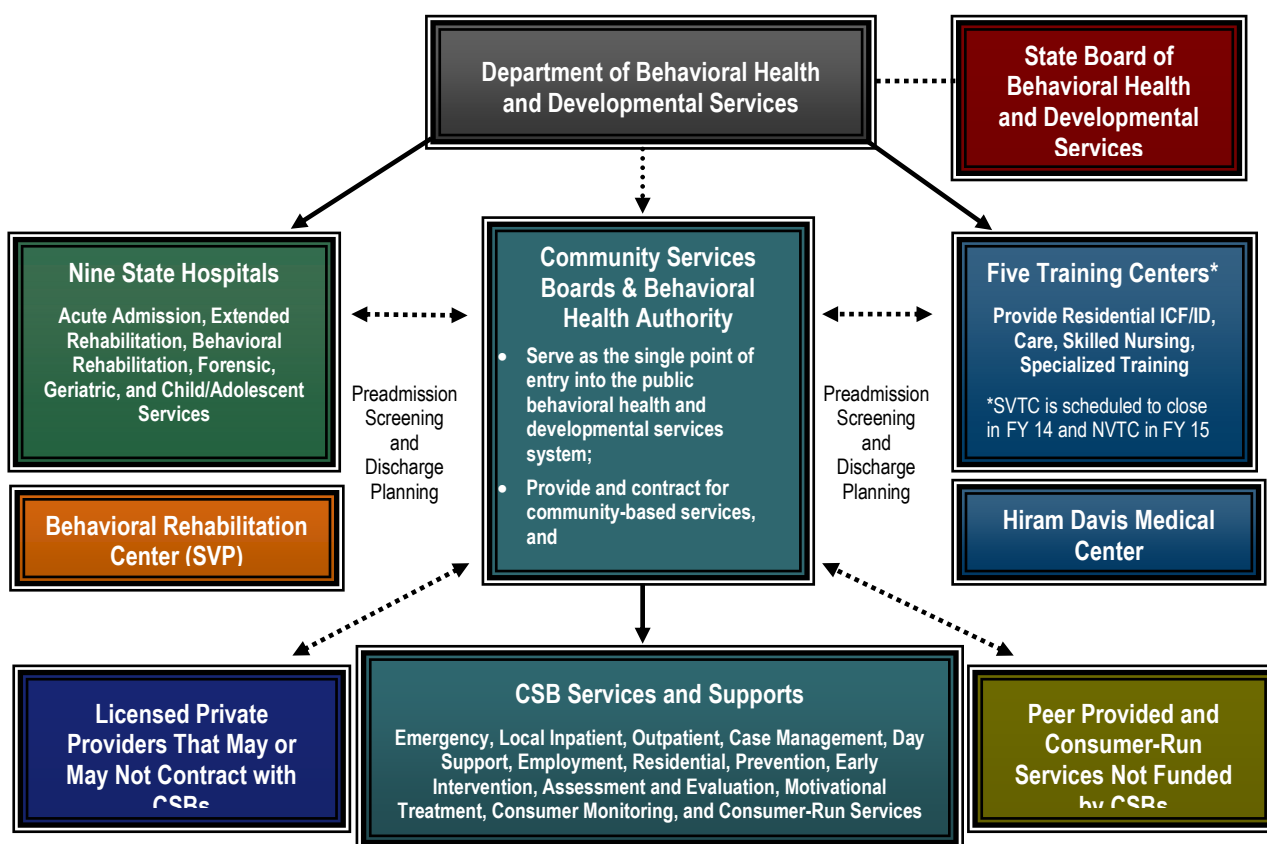 Department of Behavioral Health
and Developmental Services
State Board of
Behavioral Health
and Developmental
Services
Nine State Hospitals
Acute Admission, Extended
Rehabilitation, Behavioral
Rehabilitation, Forensic,
Geriatric, and Child/Adolescent
Services
Preadmission
Screening
and
Discharge
Planning
Community Services
Boards & Behavioral
Health Authority
• Serve as the single point of
entry into the public
behavioral health and
developmental services
system;
• Provide and contract for
community-based services,
and
Preadmission
Screening
and
Discharge
Planning
Five Training Centers*
Provide Residential ICF/ID,
Care, Skilled Nursing,
Specialized Training
*SVTC is scheduled to close
in FY 14 and NVTC in FY 15
Behavioral Rehabilitation
Center (SVP)
Hiram Davis Medical
Center
Licensed Private
Providers That May or
May Not Contract with
CSBs
CSB Services and Supports
Emergency, Local Inpatient, Outpatient, Case Management, Day
Support, Employment, Residential, Prevention, Early
Intervention, Assessment and Evaluation, Motivational
Treatment, Consumer Monitoring, and Consumer-Run Services
Peer Provided and
Consumer-Run
Services Not Funded
by CSBs